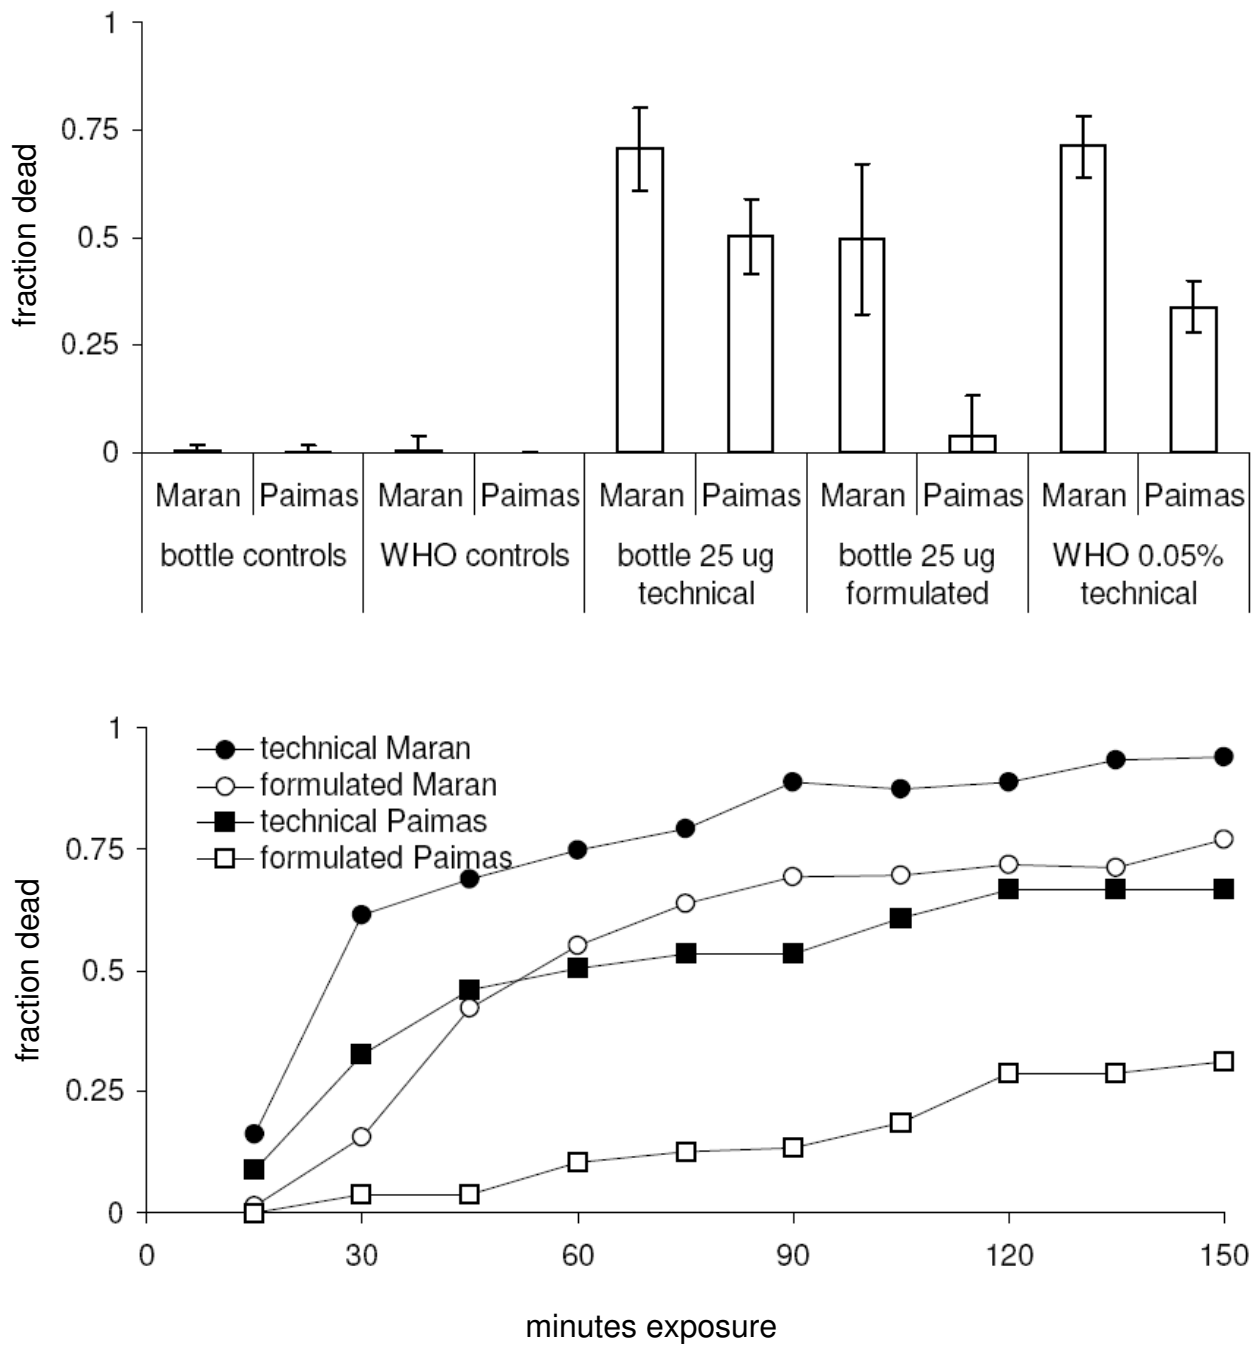 1
0.75
0.5
0.25
0
fraction dead
Maran Paimas Maran Paimas Maran Paimas Maran Paimas Maran Paimas
bottle controls WHO controls bottle 25 ug bottle 25 ug WHO 0.05%
technical formulated technical
1
0.75
0.5
0.25
0
fraction dead
technical Maran
formulated Maran
technical Paimas
formulated Paimas
0 30 60 90 120 150
minutes exposure